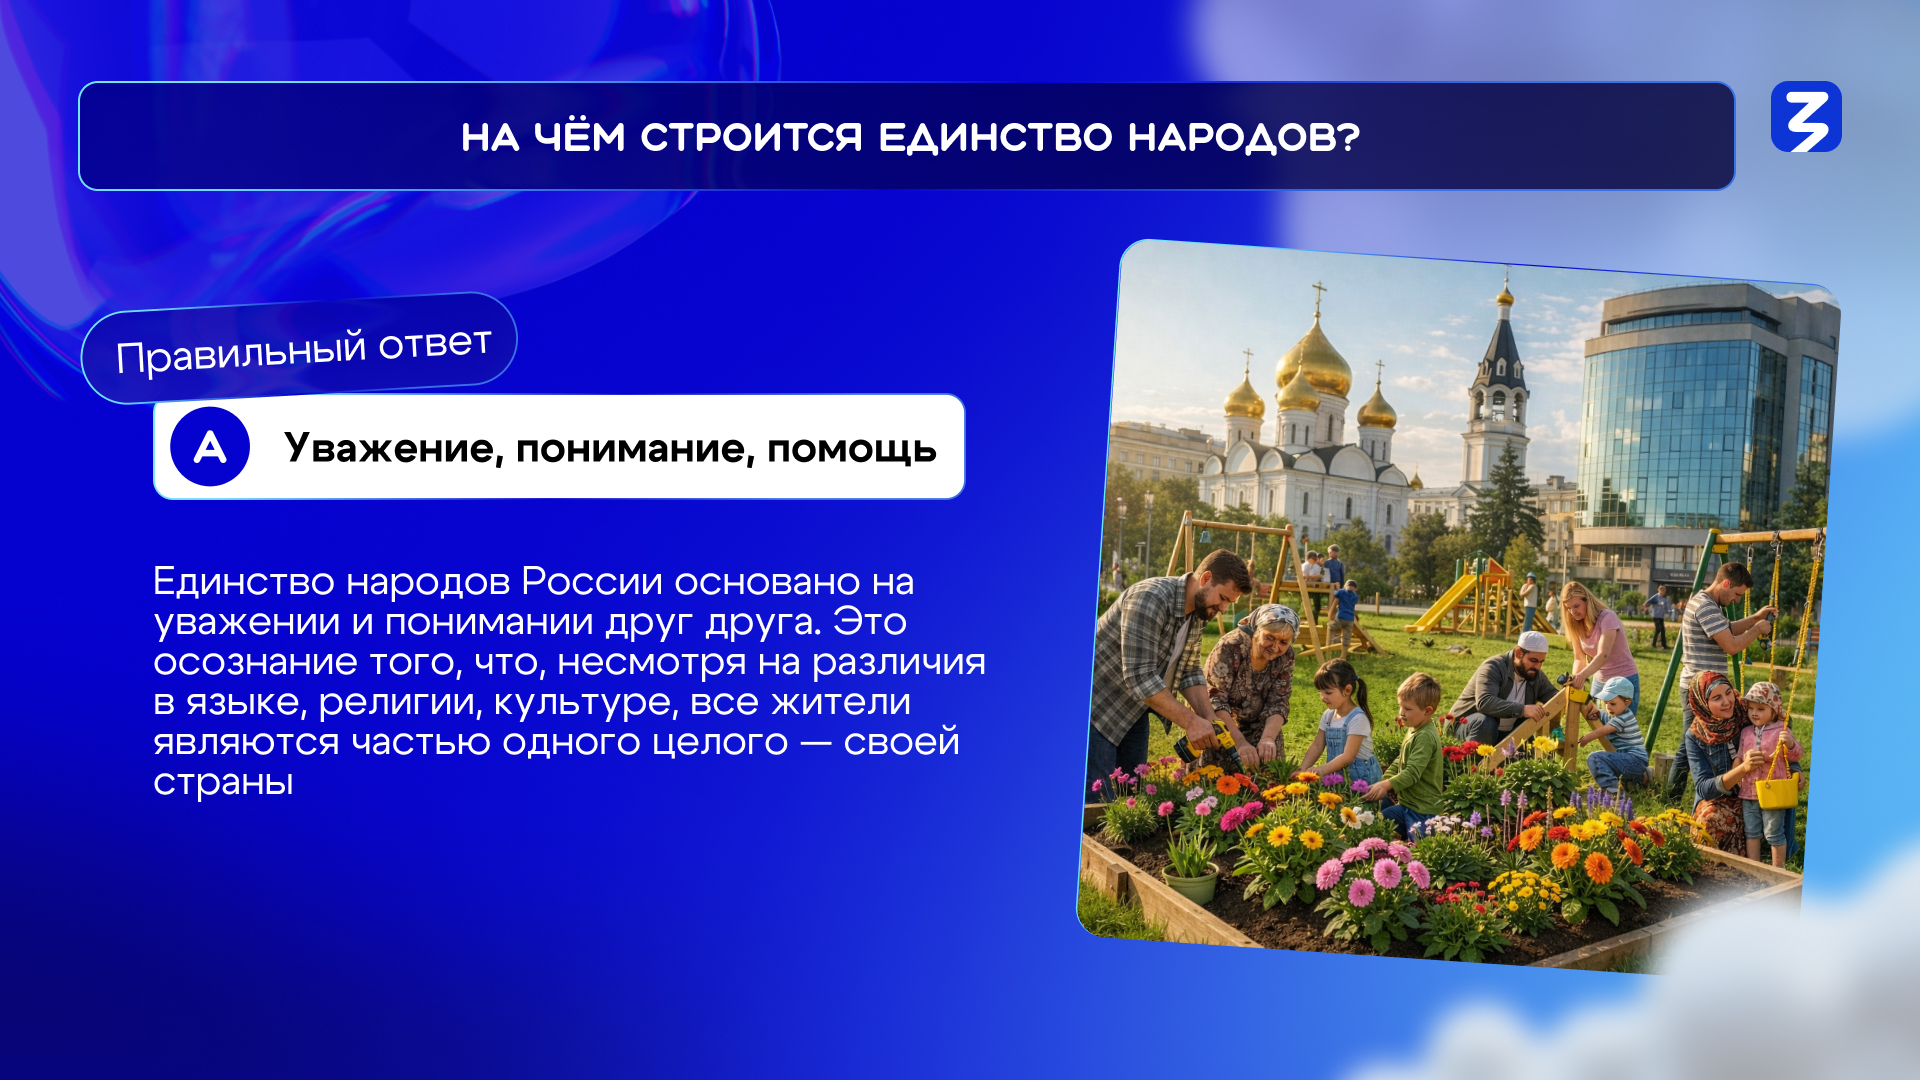 НА ЧЁМ СТРОИТСЯ ЕДИНСТВО НАРОДОВ?
Правильный ответ
А Уважение, понимание, помощь
Единство народов России основано на
уважении и понимании друг друга. Это
осознание того, что, несмотря на различия
в языке, религии, культуре, все жители
являются частью одного целого — своей
страны